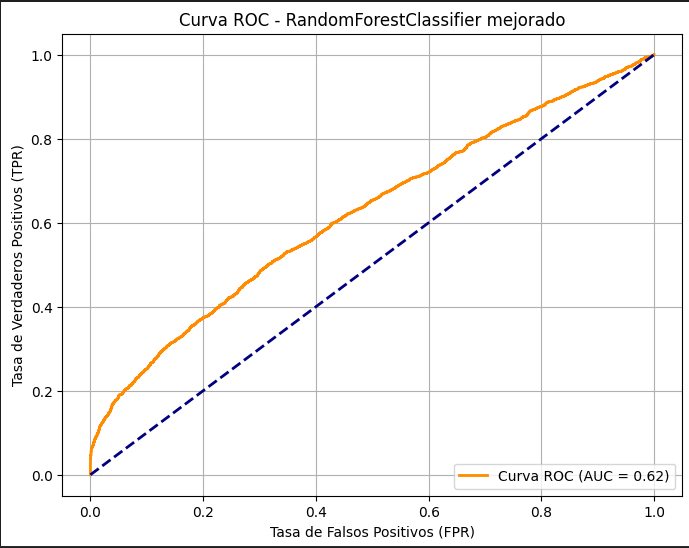 Curva ROC - RandomForestClassifier mejorado
Tasa de Verdaderos Positivos (TPR)
1.0
0.8
0.6
0.4
0.2
0.0
0.0 0.2 0.4 0.6 0.8 1.0
Tasa de Falsos Positivos (FPR)
Curva ROC (AUC = 0.62)